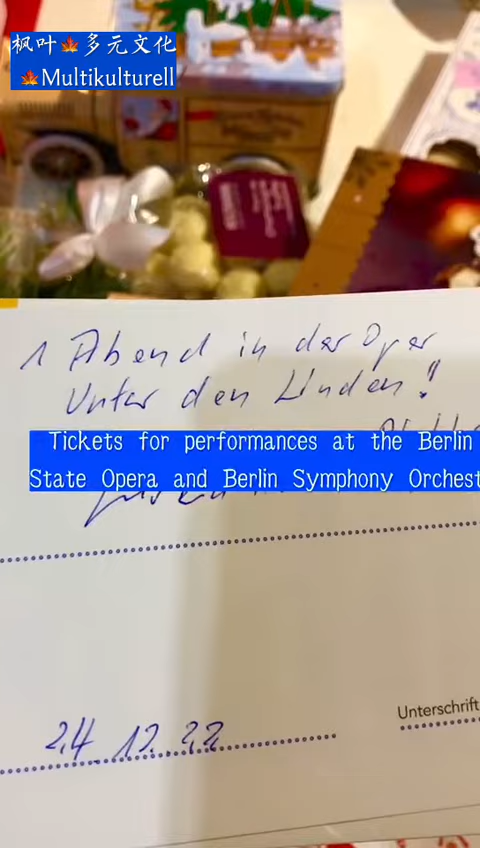 枫叶🍁多元文化
🍁Multikulturell
1 Abend in der Oper
Unter den Linden!
Tickets for performances at the Berlin
State Opera and Berlin Symphony Orchest
24.12.22
Unterschrift